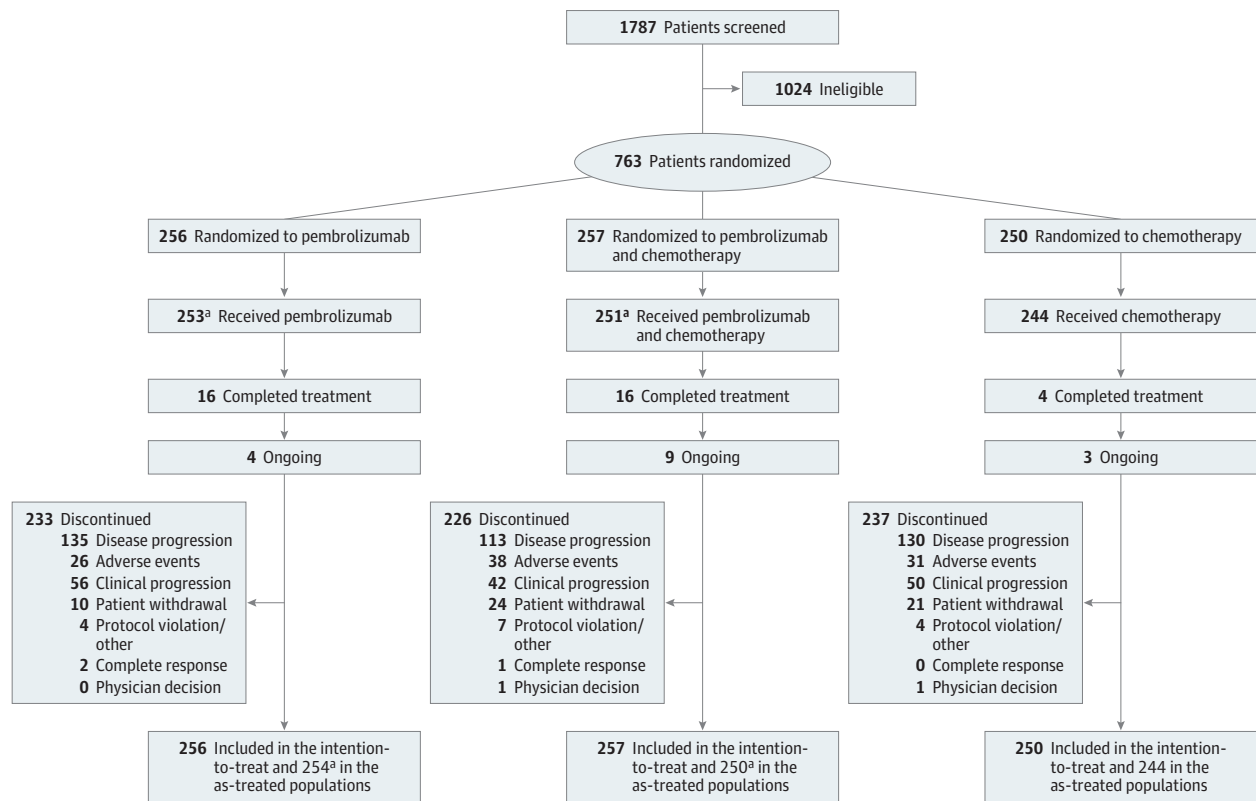 1787 Patients screened
1024 Ineligible
763 Patients randomized
256 Randomized to pembrolizumab
257 Randomized to pembrolizumab
and chemotherapy
250 Randomized to chemotherapy
253ᵃ Received pembrolizumab
251ᵃ Received pembrolizumab
and chemotherapy
244 Received chemotherapy
16 Completed treatment
16 Completed treatment
4 Completed treatment
4 Ongoing
9 Ongoing
3 Ongoing
233 Discontinued
135 Disease progression
26 Adverse events
56 Clinical progression
10 Patient withdrawal
4 Protocol violation/
other
2 Complete response
0 Physician decision
226 Discontinued
113 Disease progression
38 Adverse events
42 Clinical progression
24 Patient withdrawal
7 Protocol violation/
other
1 Complete response
1 Physician decision
237 Discontinued
130 Disease progression
31 Adverse events
50 Clinical progression
21 Patient withdrawal
4 Protocol violation/
other
0 Complete response
1 Physician decision
256 Included in the intention-
to-treat and 254ᵃ in the
as-treated populations
257 Included in the intention-
to-treat and 250ᵃ in the
as-treated populations
250 Included in the intention-
to-treat and 244 in the
as-treated populations